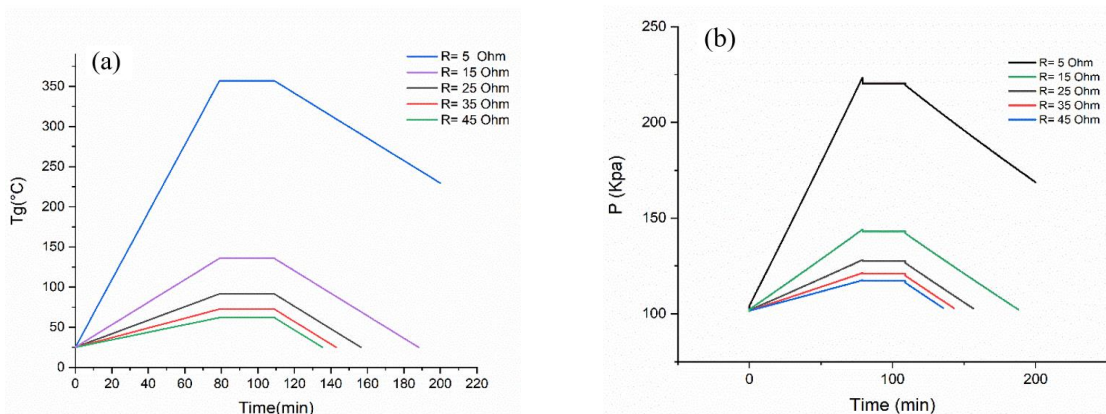 (a)
R= 5 Ohm
R= 15 Ohm
R= 25 Ohm
R= 35 Ohm
R= 45 Ohm
350
300
250
200
150
100
50
0
Tg(°C)
0 20 40 60 80 100 120 140 160 180 200 220
Time(min)
(b)
R= 5 Ohm
R= 15 Ohm
R= 25 Ohm
R= 35 Ohm
R= 45 Ohm
250
200
150
100
P (Kpa)
0 100 200
Time (min)